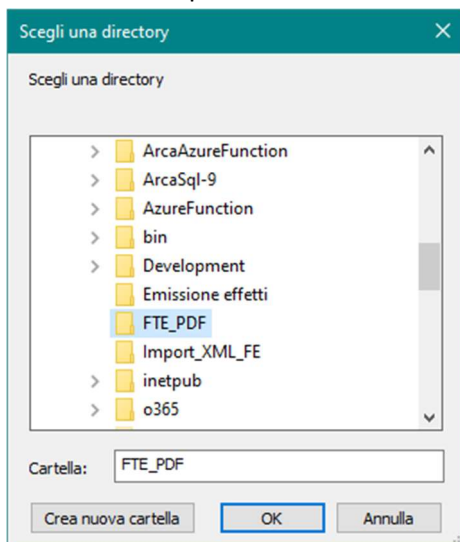 Scegli una directory
Scegli una directory
ArcaAzureFunction
ArcaSql-9
AzureFunction
bin
Development
Emissione effetti
FTE_PDF
Import_XML_FE
inetpub
o365
Cartella: FTE_PDF
Crea nuova cartella OK Annulla